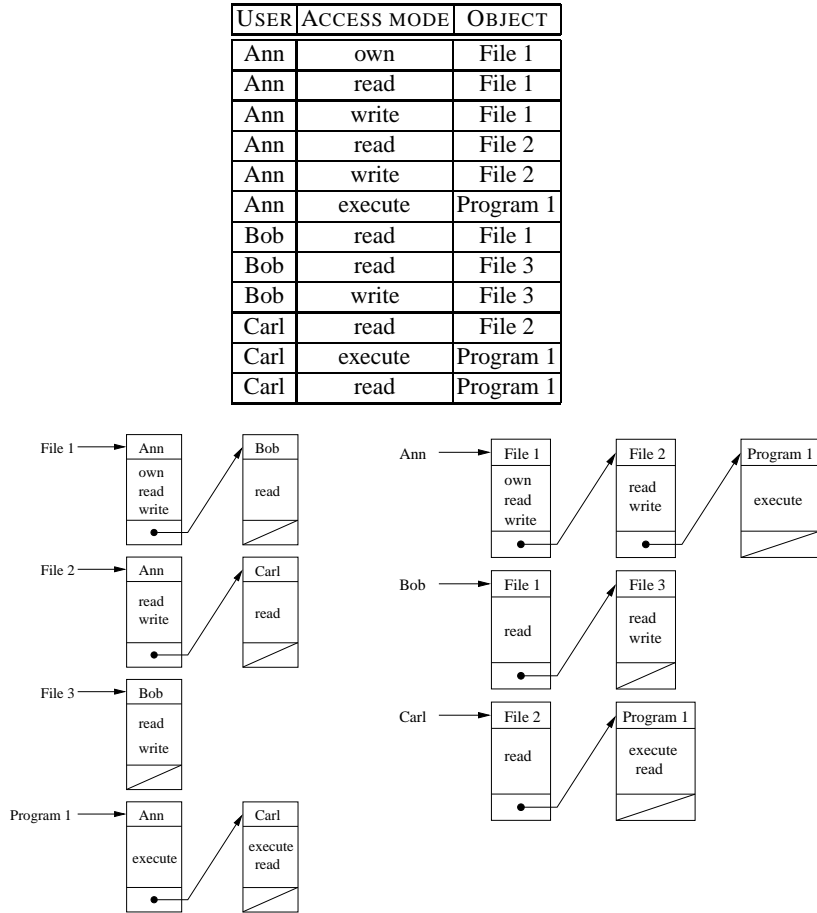 USER ACCESS MODE OBJECT
Ann own File 1
Ann read File 1
Ann write File 1
Ann read File 2
Ann write File 2
Ann execute Program 1
Bob read File 1
Bob read File 3
Bob write File 3
Carl read File 2
Carl execute Program 1
Carl read Program 1
File 1 Ann Bob
own
read read
write
File 2 Ann Carl
read read
write
File 3 Bob
read
write
Program 1 Ann Carl
execute execute
read
Ann File 1 File 2 Program 1
own read execute
read write
write
Bob File 1 File 3
read read
write
Carl File 2 Program 1
read execute
read